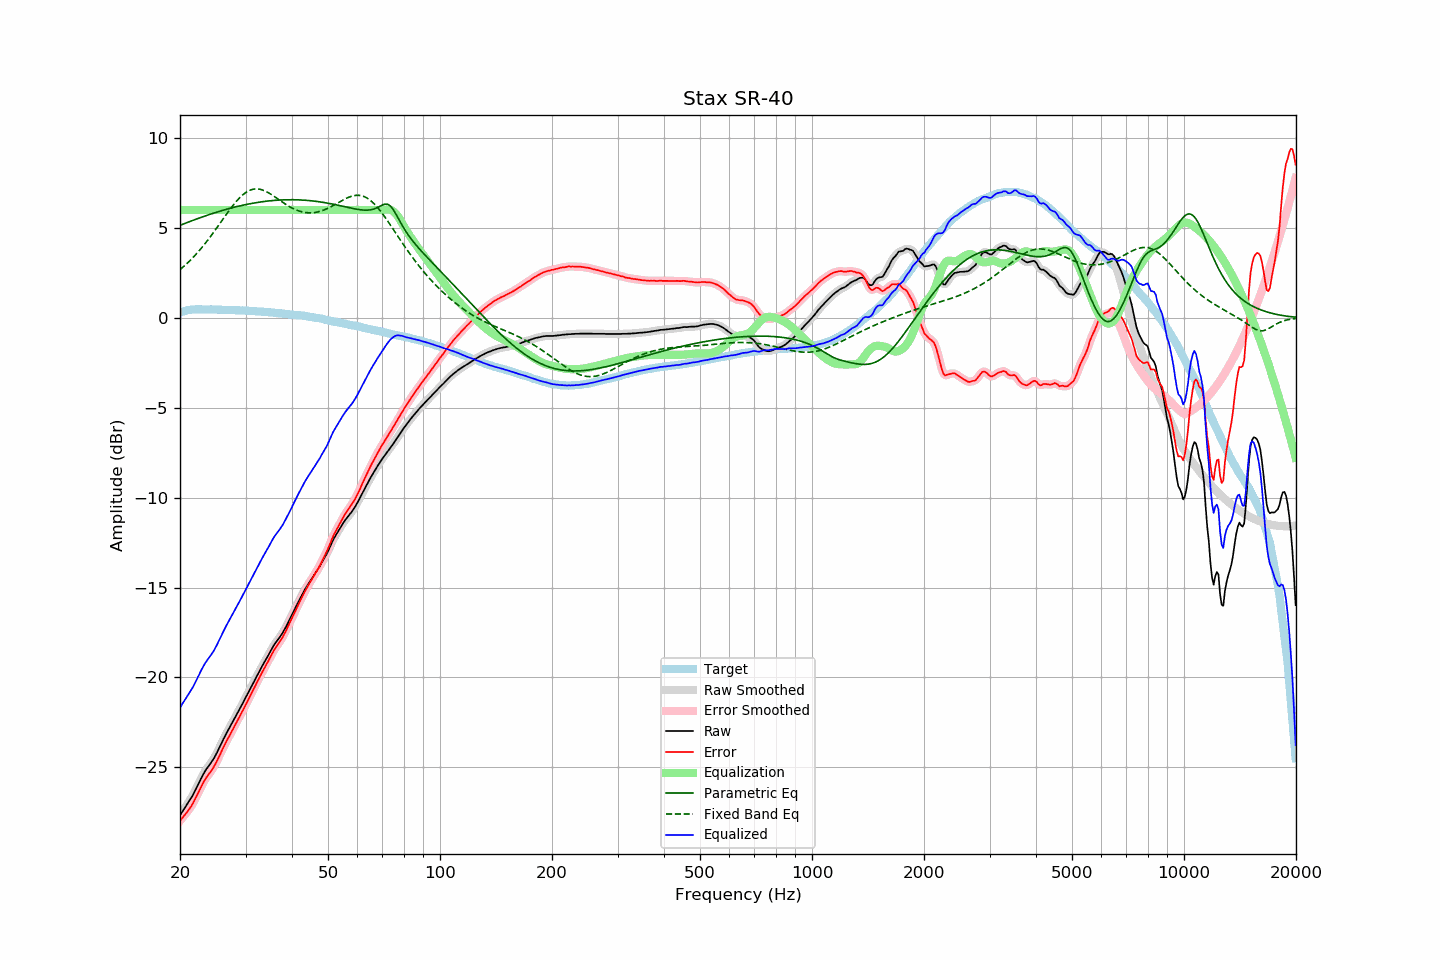 Stax SR-40
10
5
0
−5
−10
−15
−20
−25
Amplitude (dBr)
Target
Raw Smoothed
Error Smoothed
Raw
Error
Equalization
Parametric Eq
Fixed Band Eq
Equalized
20 50 100 200 500 1000 2000 5000 10000 20000
Frequency (Hz)